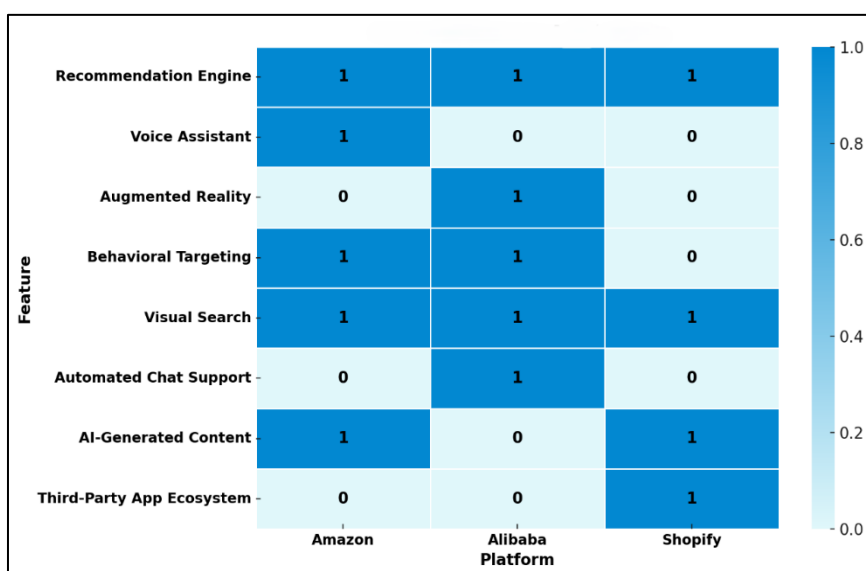 Recommendation Engine 1 1 1 1.0
Voice Assistant 1 0 0 0.8
Augmented Reality 0 1 0
Behavioral Targeting 1 1 0 0.6
Feature
Visual Search 1 1 1 0.4
Automated Chat Support 0 1 0
AI-Generated Content 1 0 1 0.2
Third-Party App Ecosystem 0 0 1 0.0
Amazon Alibaba Shopify
Platform